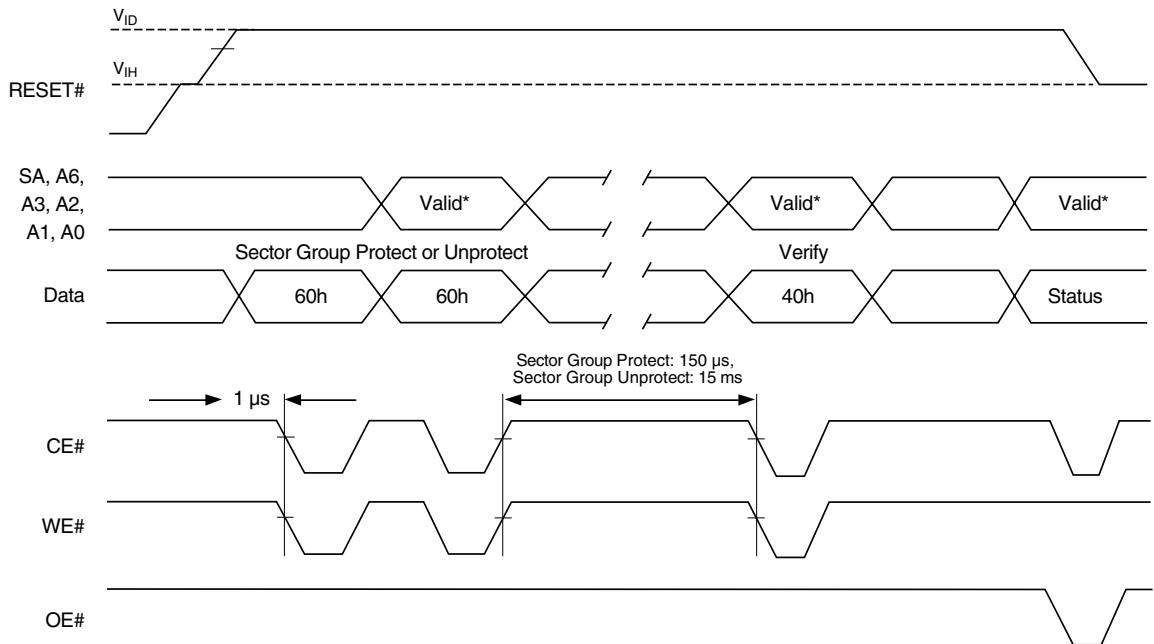 VID
VIH
RESET#
SA, A6,
A3, A2,
A1, A0
Valid*
Valid*
Valid*
Sector Group Protect or Unprotect
Verify
Data
60h
60h
40h
Status
Sector Group Protect: 150 µs,
Sector Group Unprotect: 15 ms
1 µs
CE#
WE#
OE#